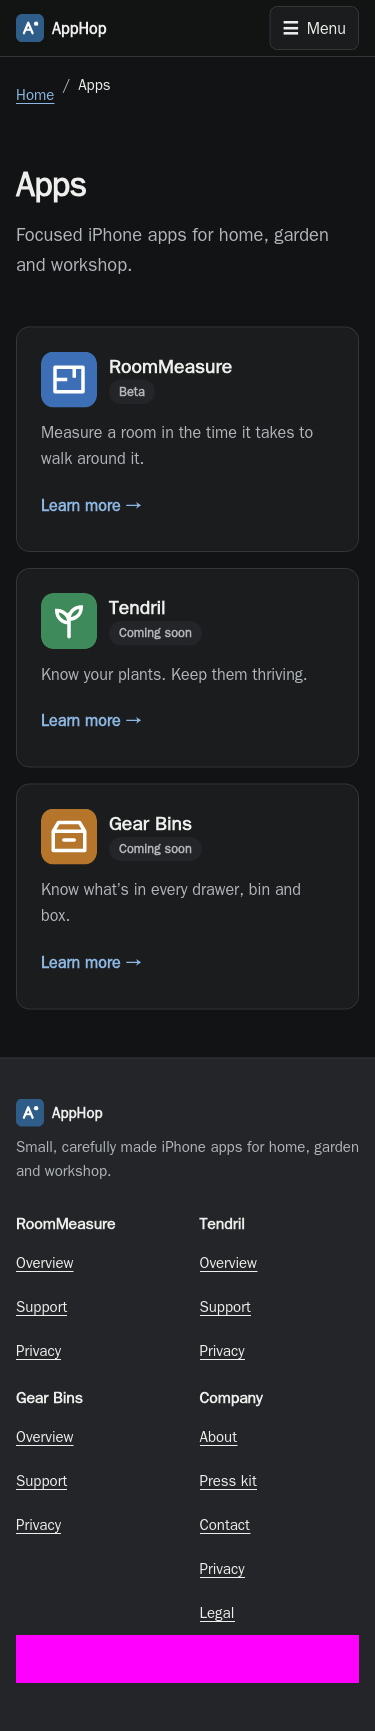 AppHop
☰ Menu
Home / Apps
Apps
Focused iPhone apps for home, garden
and workshop.
RoomMeasure
Beta
Measure a room in the time it takes to
walk around it.
Learn more →
Tendril
Coming soon
Know your plants. Keep them thriving.
Learn more →
Gear Bins
Coming soon
Know what's in every drawer, bin and
box.
Learn more →
AppHop
Small, carefully made iPhone apps for home, garden
and workshop.
RoomMeasure
Overview
Support
Privacy
Tendril
Overview
Support
Privacy
Gear Bins
Overview
Support
Privacy
Company
About
Press kit
Contact
Privacy
Legal